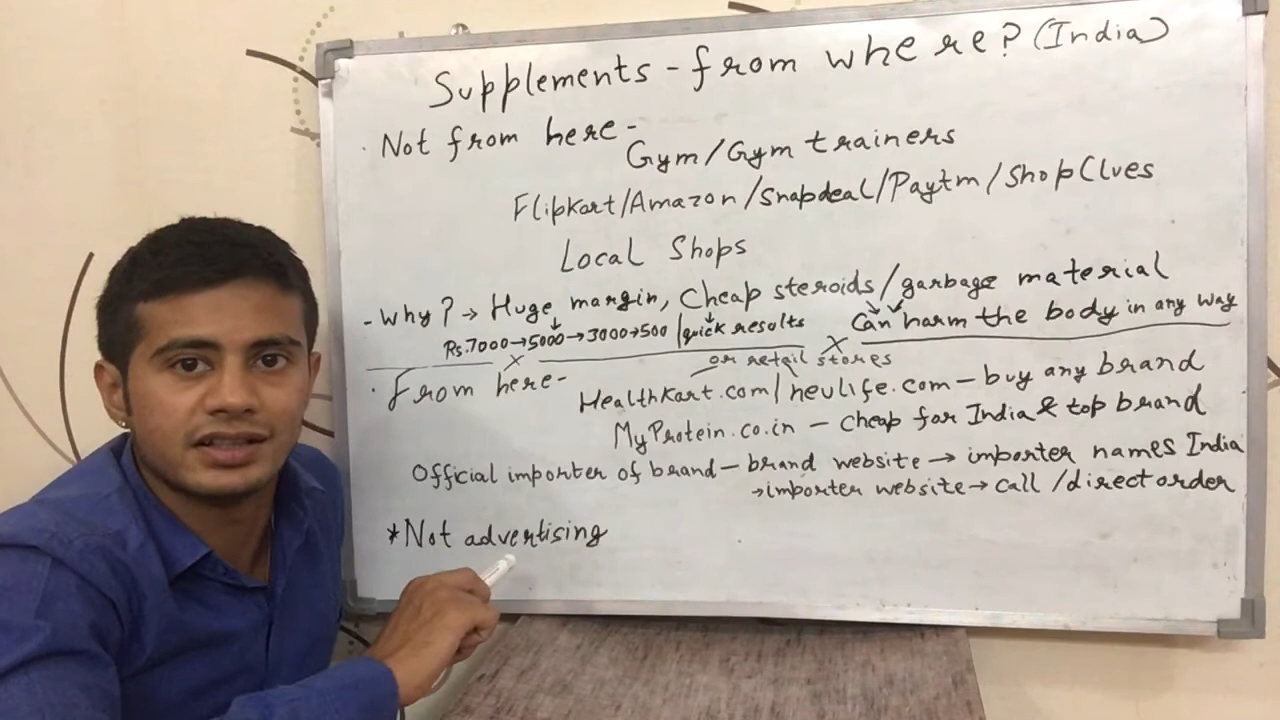 Supplements - from where? (India)
· Not from here -
Gym/Gym trainers
Flipkart/Amazon/Snapdeal/Paytm/ShopClues
Local Shops
- Why? → Huge margin, Cheap steroids/garbage material
Rs.7000→5000→3000→500 | quick results
Can harm the body in any way
or retail stores
· From here -
HealthKart.com/neulife.com - buy any brand
MyProtein.co.in - cheap for India & top brand
Official importer of brand - brand website → importer names India
→importer website→ call /direct order
*Not advertising